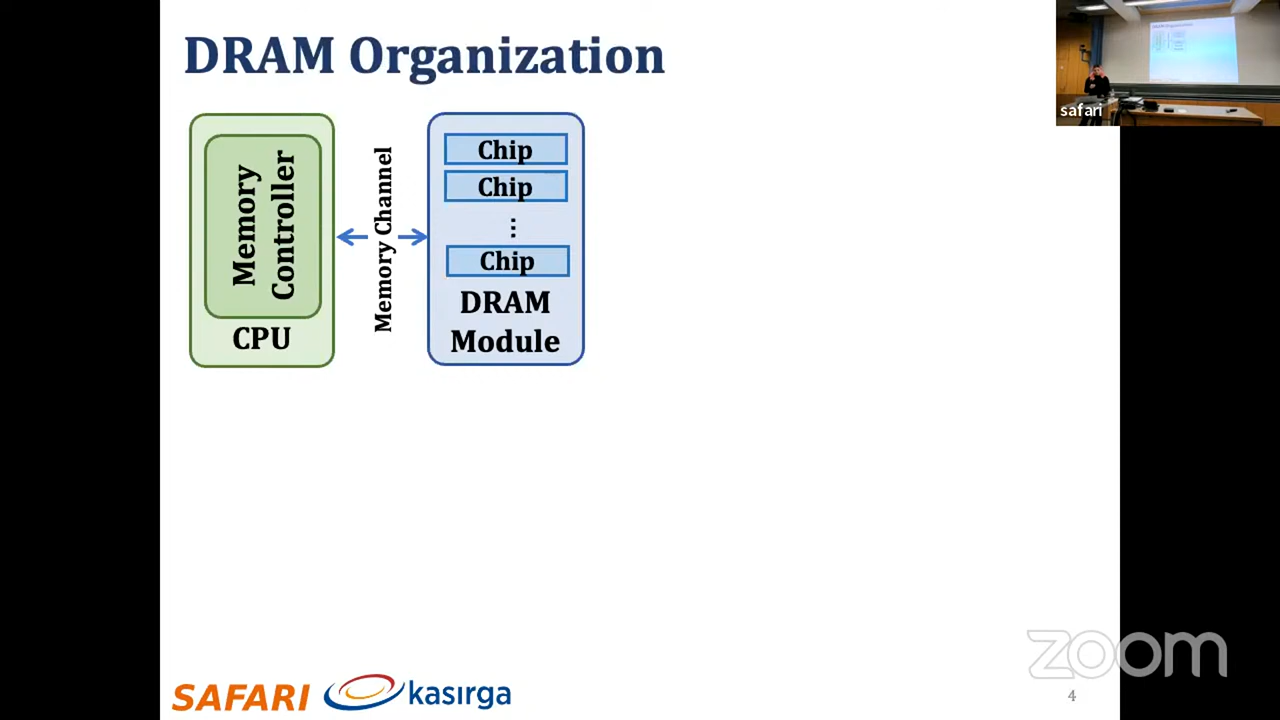 DRAM Organization
Memory
Controller
CPU
Memory Channel
Chip
Chip
⋮
Chip
DRAM
Module
safari
zoom
SAFARI
kasırga
4